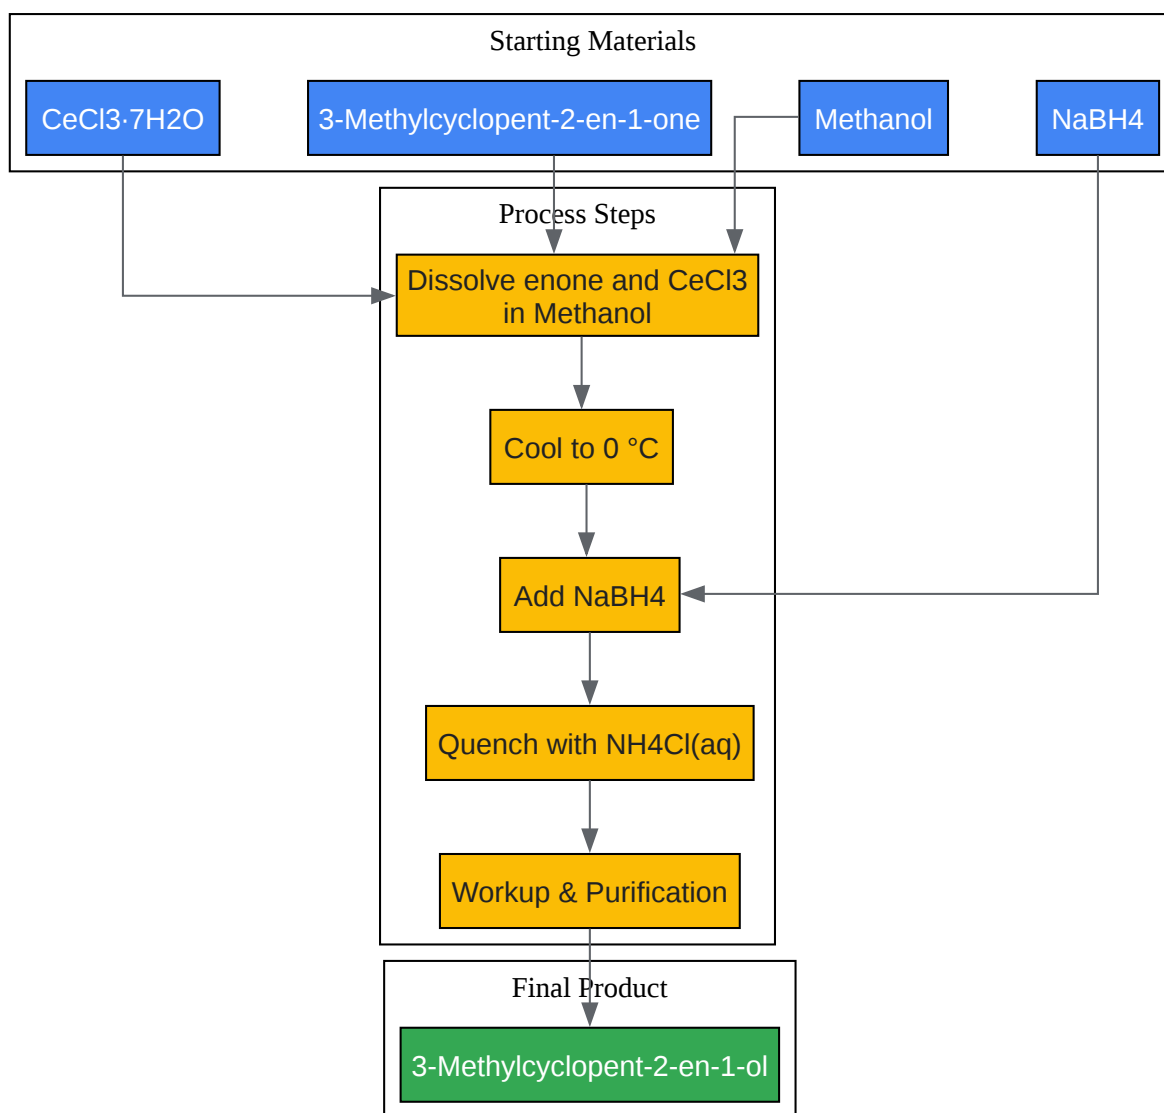 Starting Materials
CeCl3·7H2O
3-Methylcyclopent-2-en-1-one
Methanol
NaBH4
Process Steps
Dissolve enone and CeCl3
in Methanol
Cool to 0 °C
Add NaBH4
Quench with NH4Cl(aq)
Workup & Purification
Final Product
3-Methylcyclopent-2-en-1-ol